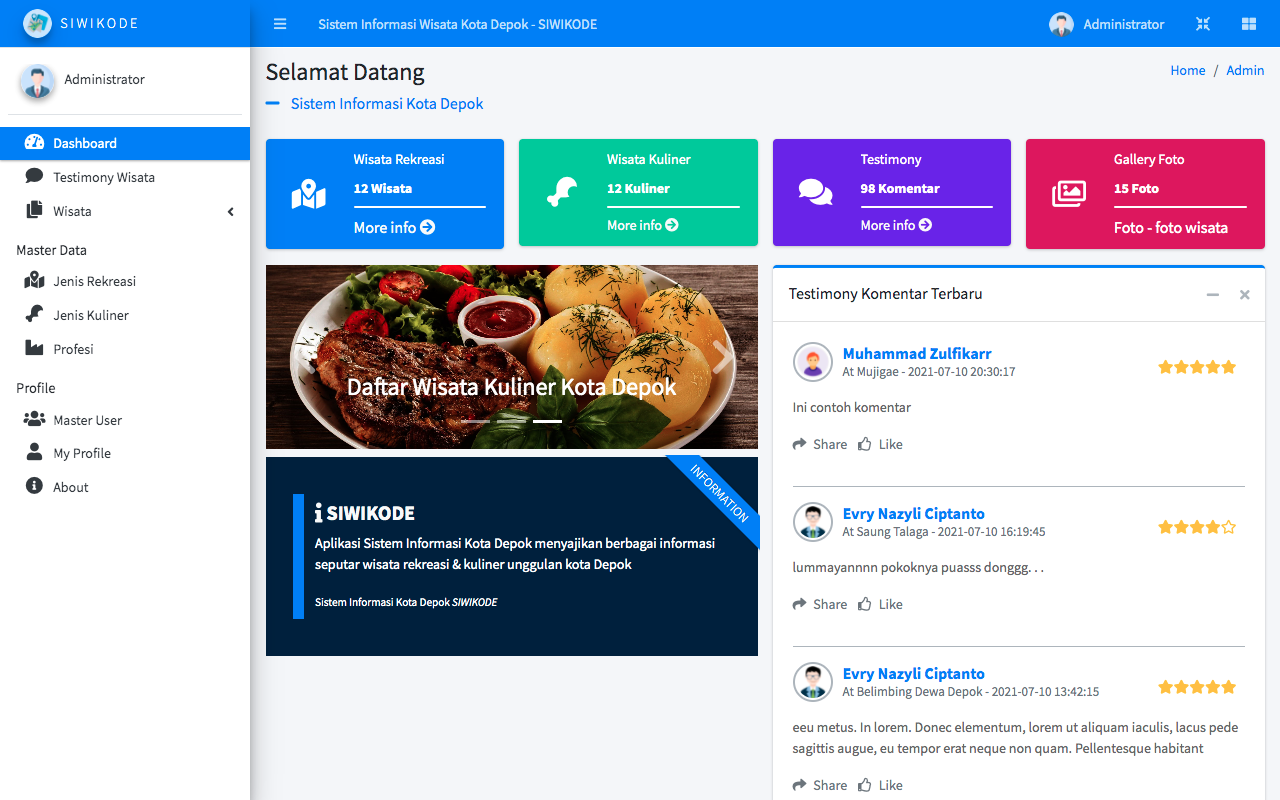 SIWIKODE
Sistem Informasi Wisata Kota Depok - SIWIKODE
Administrator
Administrator
Dashboard
Testimony Wisata
Wisata
Master Data
Jenis Rekreasi
Jenis Kuliner
Profesi
Profile
Master User
My Profile
About
Selamat Datang
Home / Admin
Sistem Informasi Kota Depok
Wisata Rekreasi
12 Wisata
More info
Wisata Kuliner
12 Kuliner
More info
Testimony
98 Komentar
More info
Gallery Foto
15 Foto
Foto - foto wisata
Daftar Wisata Kuliner Kota Depok
INFORMATION
SIWIKODE
Aplikasi Sistem Informasi Kota Depok menyajikan berbagai informasi
seputar wisata rekreasi & kuliner unggulan kota Depok
Sistem Informasi Kota Depok SIWIKODE
Testimony Komentar Terbaru
Muhammad Zulfikarr
At Mujigae - 2021-07-10 20:30:17
Ini contoh komentar
Share Like
Evry Nazyli Ciptanto
At Saung Talaga - 2021-07-10 16:19:45
lummayannnn pokoknya puasss donggg. . .
Share Like
Evry Nazyli Ciptanto
At Belimbing Dewa Depok - 2021-07-10 13:42:15
eeu metus. In lorem. Donec elementum, lorem ut aliquam iaculis, lacus pede
sagittis augue, eu tempor erat neque non quam. Pellentesque habitant
Share Like